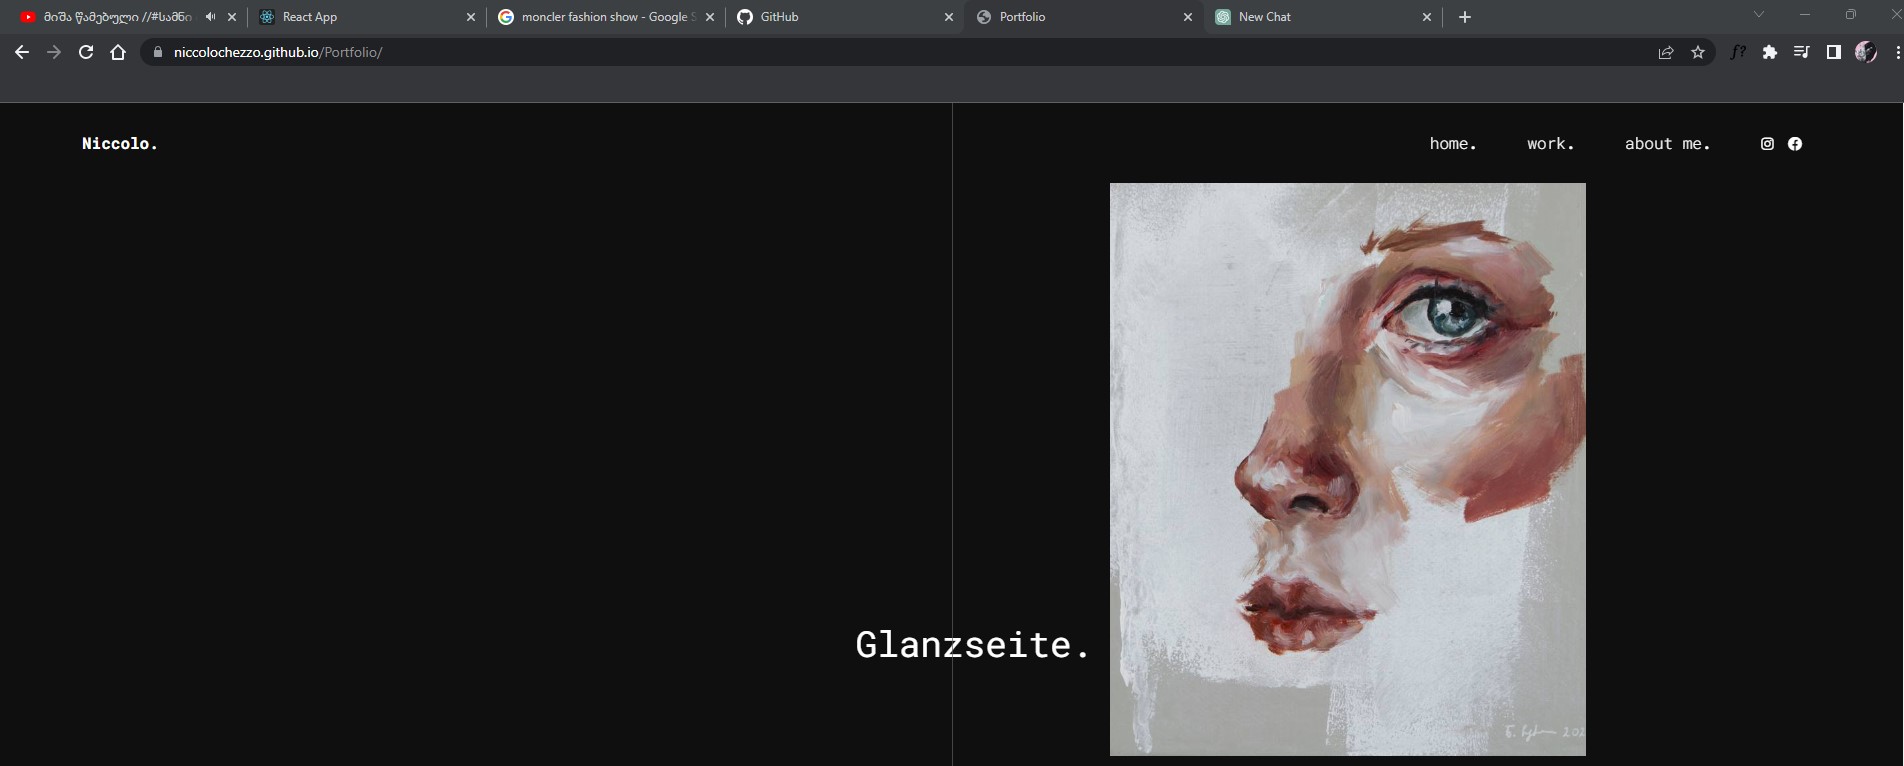 მიშა წამებული //#სამნი
React App
moncler fashion show - Google S
GitHub
Portfolio
New Chat
niccolochezzo.github.io/Portfolio/
f?
Niccolo.
home.
work.
about me.
Glanzseite.